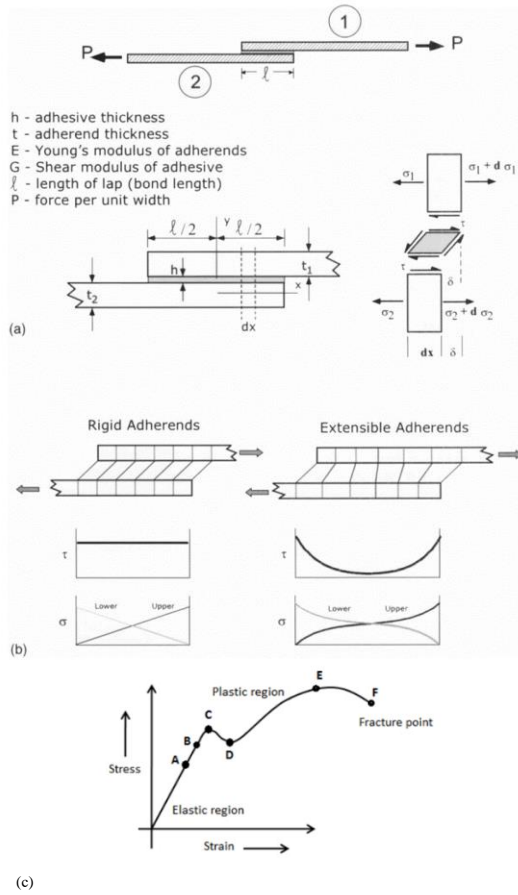 1
P
P
2
ℓ
h - adhesive thickness
t - adherend thickness
E - Young's modulus of adherends
G - Shear modulus of adhesive
ℓ - length of lap (bond length)
P - force per unit width
σ1
σ1 + d σ1
τ
τ
δ
σ2
σ2 + d σ2
dx
δ
ℓ/2
y
ℓ/2
h
t1
t2
x
dx
(a)
Rigid Adherends
Extensible Adherends
τ
τ
σ
Lower
Upper
σ
Lower
Upper
(b)
E
Plastic region
F
C
Fracture point
B
D
A
Stress
Elastic region
Strain
(c)